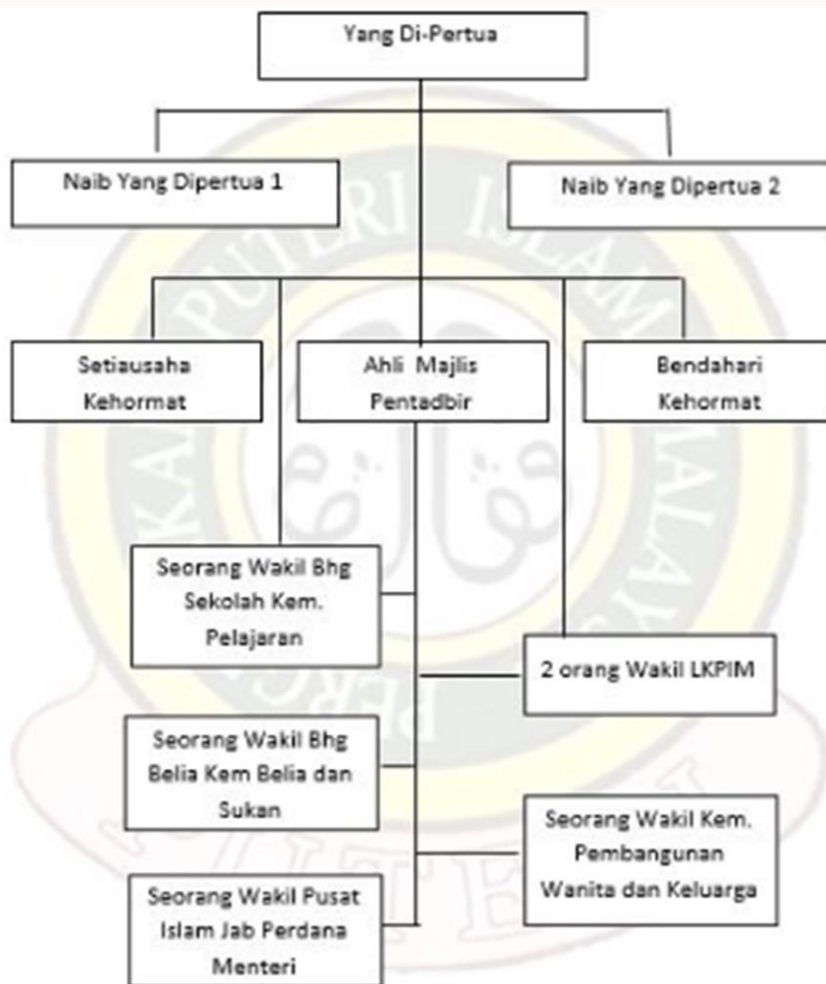 Yang Di-Pertua
Naib Yang Dipertua 1
Naib Yang Dipertua 2
Setiausaha
Kehormat
Ahli Majlis
Pentadbir
Bendahari
Kehormat
Seorang Wakil Bhg
Sekolah Kem.
Pelajaran
2 orang Wakil LKPIM
Seorang Wakil Bhg
Belia Kem Belia dan
Sukan
Seorang Wakil Kem.
Pembangunan
Wanita dan Keluarga
Seorang Wakil Pusat
Islam Jab Perdana
Menteri
PUTERI ISLAM